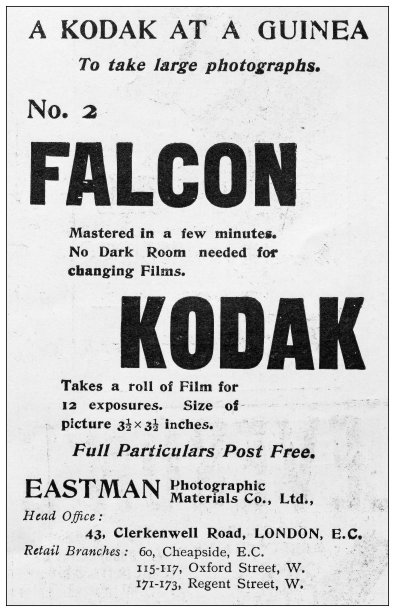 A KODAK AT A GUINEA
To take large photographs.
No. 2
FALCON
Mastered in a few minutes.
No Dark Room needed for
changing Films.
KODAK
Takes a roll of Film for
12 exposures. Size of
picture 3½×3½ inches.
Full Particulars Post Free.
EASTMAN Photographic
Materials Co., Ltd.,
Head Office:
43, Clerkenwell Road, LONDON, E.C.
Retail Branches: 60, Cheapside, E.C.
115-117, Oxford Street, W.
171-173, Regent Street, W.